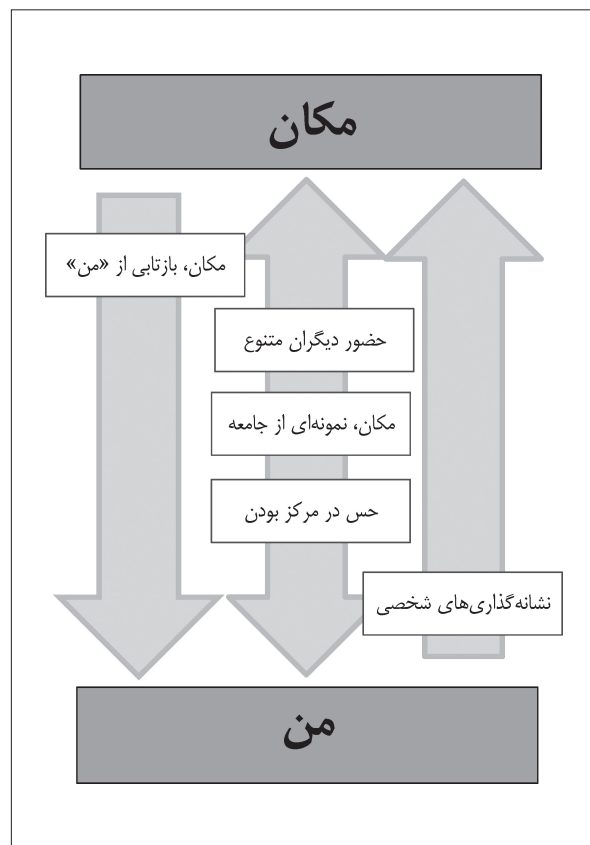 مکان
مکان، بازتابی از «من»
حضور دیگران متنوع
مکان، نمونه‌ای از جامعه
حس در مرکز بودن
نشانه‌گذاری‌های شخصی
من